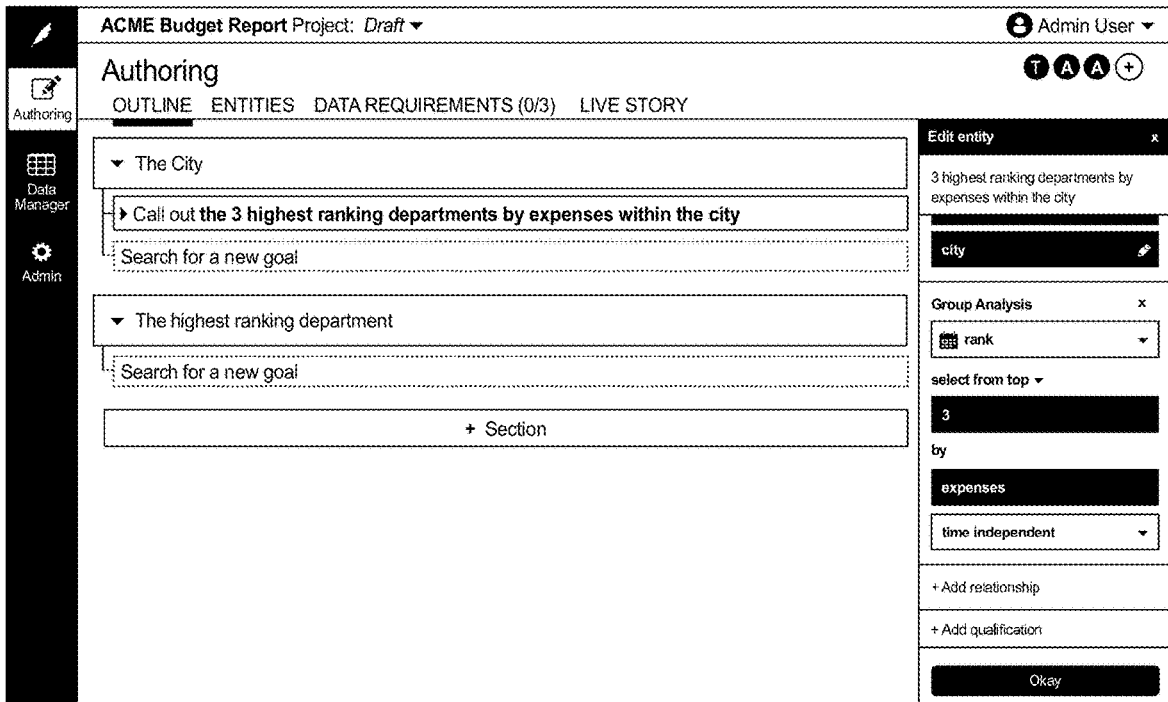 ACME Budget Report Project: Draft
Admin User
Authoring
T A A +
Authoring
OUTLINE ENTITIES DATA REQUIREMENTS (0/3) LIVE STORY
Data
Manager
Admin
The City
Call out the 3 highest ranking departments by expenses within the city
Search for a new goal
The highest ranking department
Search for a new goal
+ Section
Edit entity x
3 highest ranking departments by
expenses within the city
city
Group Analysis x
rank
select from top
3
by
expenses
time independent
+ Add relationship
+ Add qualification
Okay